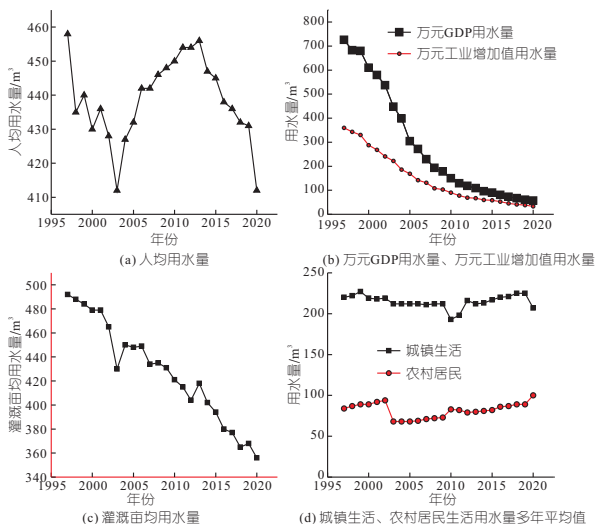 人均用水量/m³
460
450
440
430
420
410
1995 2000 2005 2010 2015 2020
年份
(a) 人均用水量
用水量/m³
800
700
600
500
400
300
200
100
0
万元GDP用水量
万元工业增加值用水量
1995 2000 2005 2010 2015 2020
年份
(b) 万元GDP用水量、万元工业增加值用水量
灌溉亩均用水量/m³
500
480
460
440
420
400
380
360
340
1995 2000 2005 2010 2015 2020
年份
(c) 灌溉亩均用水量
用水量/m³
250
200
150
100
50
0
城镇生活
农村居民
1995 2000 2005 2010 2015 2020
年份
(d) 城镇生活、农村居民生活用水量多年平均值